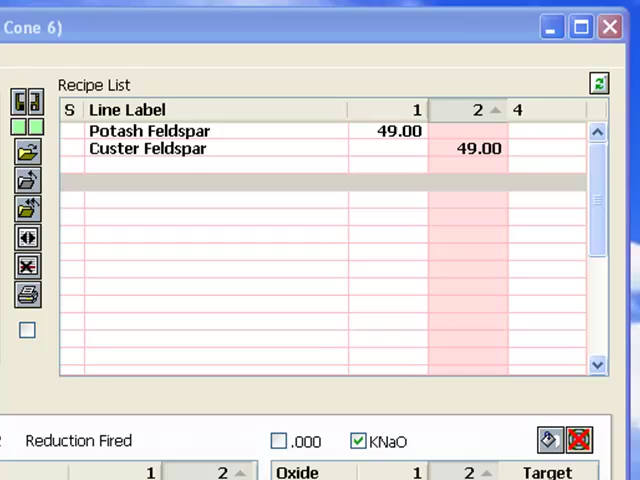 Cone 6)
Recipe List
S Line Label 1 2 4
Potash Feldspar 49.00
Custer Feldspar 49.00
Reduction Fired .000 KNaO
1 2 Oxide 1 2 Target